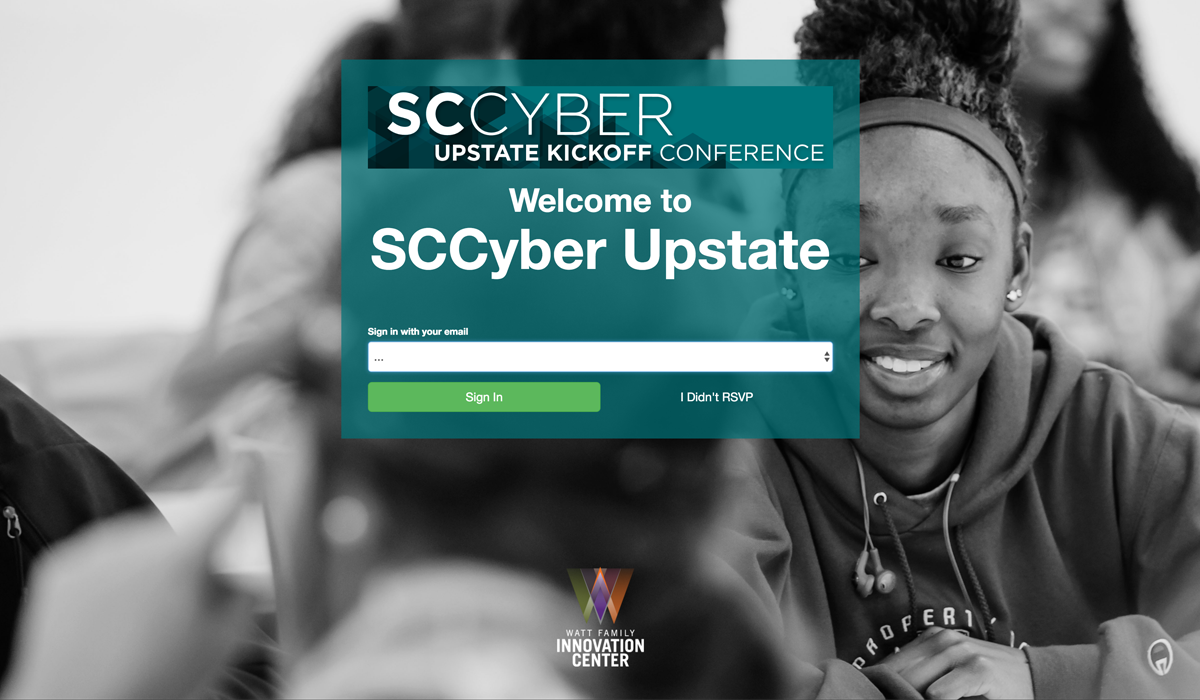 SCCYBER
UPSTATE KICKOFF CONFERENCE
Welcome to
SCCyber Upstate
Sign in with your email
...
Sign In
I Didn't RSVP
WATT FAMILY
INNOVATION
CENTER